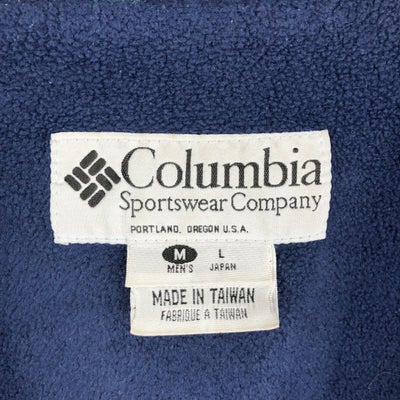 Columbia
Sportswear Company
PORTLAND, OREGON U.S.A.
M L
MEN'S JAPAN
MADE IN TAIWAN
FABRIQUE A TAIWAN